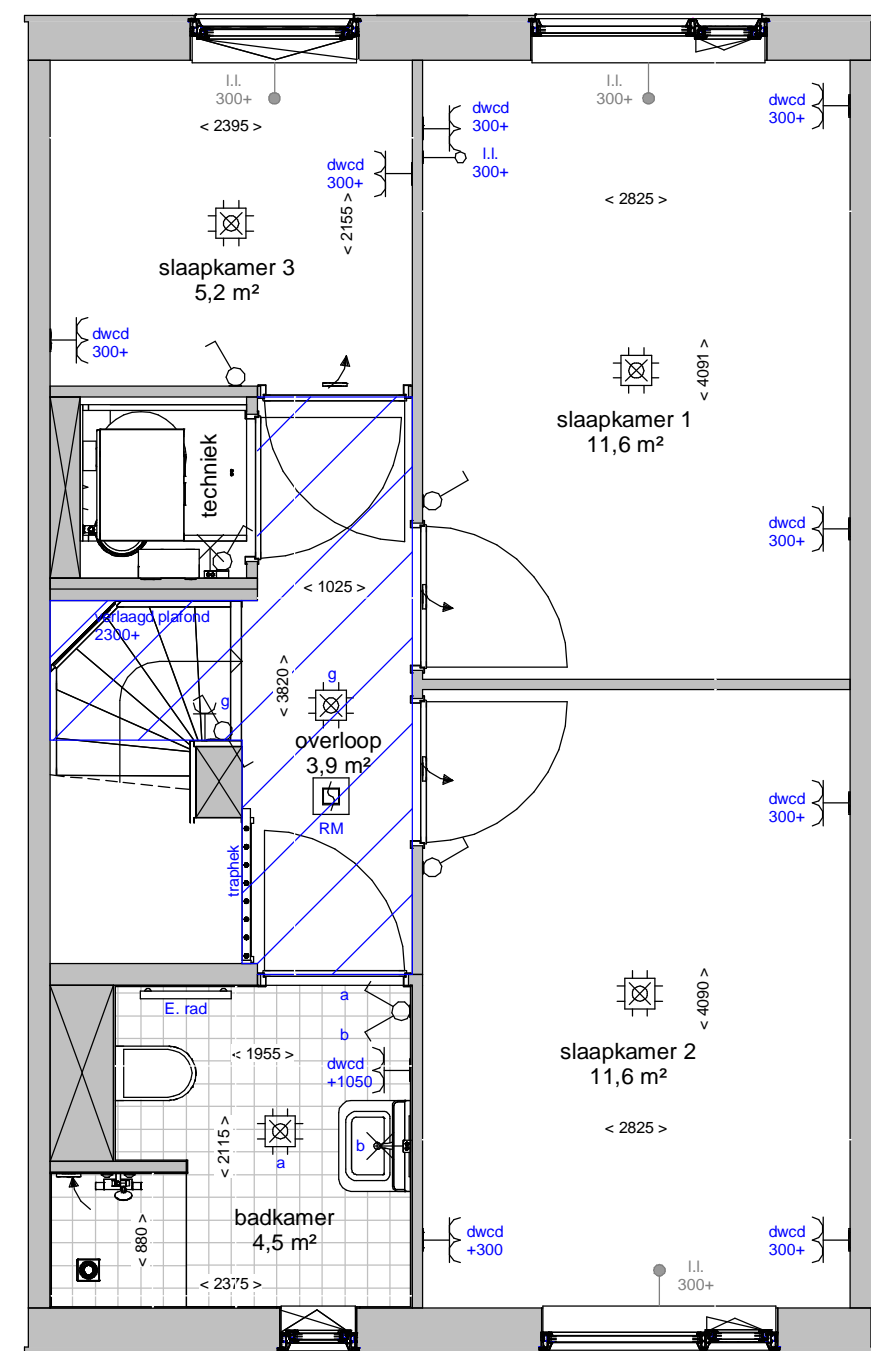 l.l.
300+
< 2395 >
dwcd
300+
< 2155 >
slaapkamer 3
5,2 m²
dwcd
300+
l.l.
300+
dwcd
300+
dwcd
300+
l.l.
300+
< 2825 >
< 4091 >
slaapkamer 1
11,6 m²
dwcd
300+
techniek
< 1025 >
verlaagd plafond
2300+
g
< 3820 >
g
overloop
3,9 m²
RM
traphek
dwcd
300+
< 4090 >
slaapkamer 2
11,6 m²
< 2825 >
dwcd
+300
dwcd
300+
l.l.
300+
E. rad
a
b
< 1955 >
dwcd
+1050
< 2115 >
a
b
badkamer
4,5 m²
< 880 >
< 2375 >